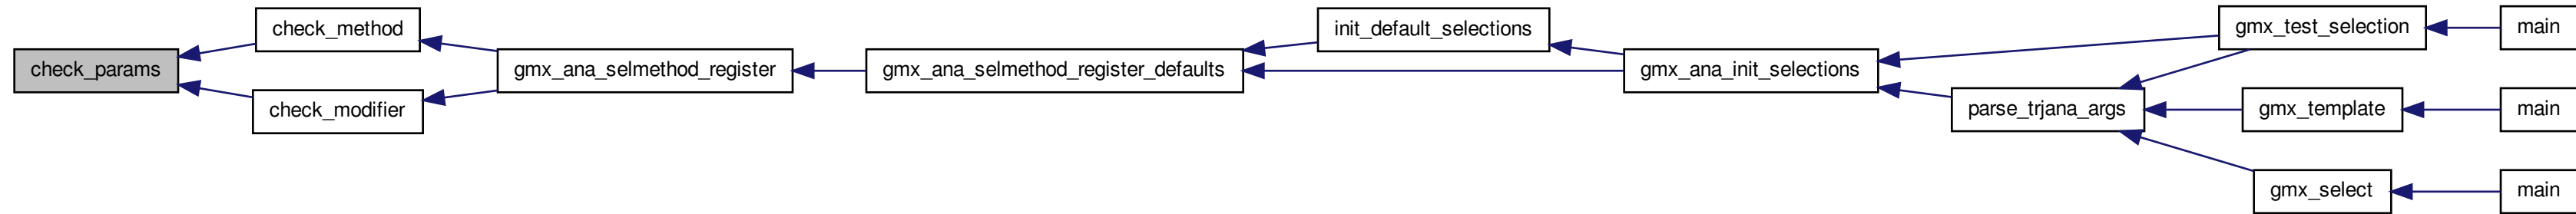 check_params
check_method
check_modifier
gmx_ana_selmethod_register
gmx_ana_selmethod_register_defaults
init_default_selections
gmx_ana_init_selections
parse_trjana_args
gmx_test_selection
gmx_template
gmx_select
main
main
main